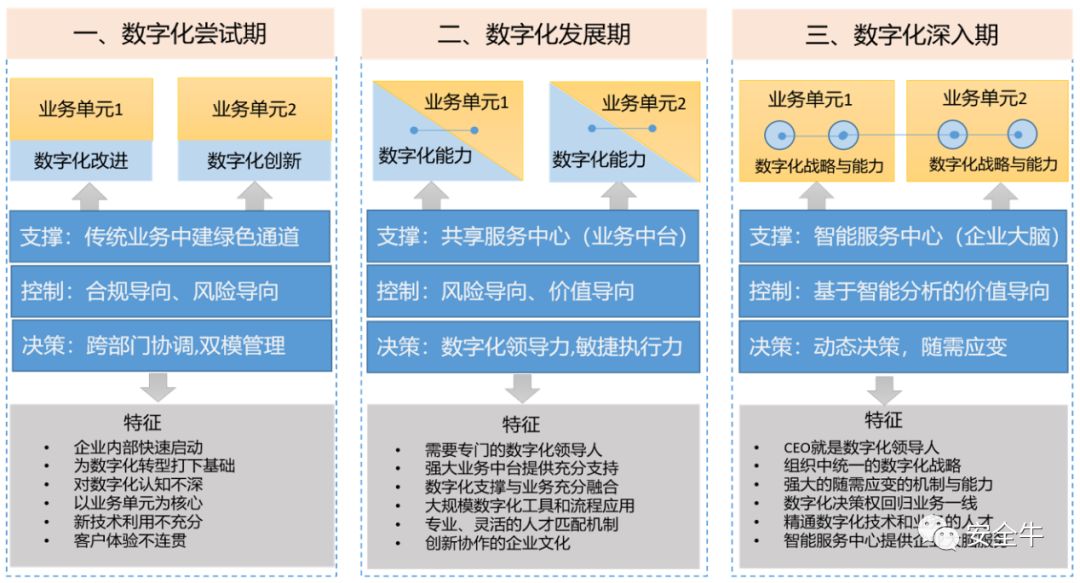 一、数字化尝试期
业务单元1
业务单元2
数字化改进
数字化创新
支撑：传统业务中建绿色通道
控制：合规导向、风险导向
决策：跨部门协调,双模管理
特征
• 企业内部快速启动
• 为数字化转型打下基础
• 对数字化认知不深
• 以业务单元为核心
• 新技术利用不充分
• 客户体验不连贯
二、数字化发展期
业务单元1
业务单元2
数字化能力
数字化能力
支撑：共享服务中心（业务中台）
控制：风险导向、价值导向
决策：数字化领导力,敏捷执行力
特征
• 需要专门的数字化领导人
• 强大业务中台提供充分支持
• 数字化支撑与业务充分融合
• 大规模数字化工具和流程应用
• 专业、灵活的人才匹配机制
• 创新协作的企业文化
三、数字化深入期
业务单元1
业务单元2
数字化战略与能力
数字化战略与能力
支撑：智能服务中心（企业大脑）
控制：基于智能分析的价值导向
决策：动态决策，随需应变
特征
• CEO就是数字化领导人
• 组织中统一的数字化战略
• 强大的随需应变的机制与能力
• 数字化决策权回归业务一线
• 精通数字化技术和业务的人才
• 智能服务中心提供企业大脑服务
安全牛